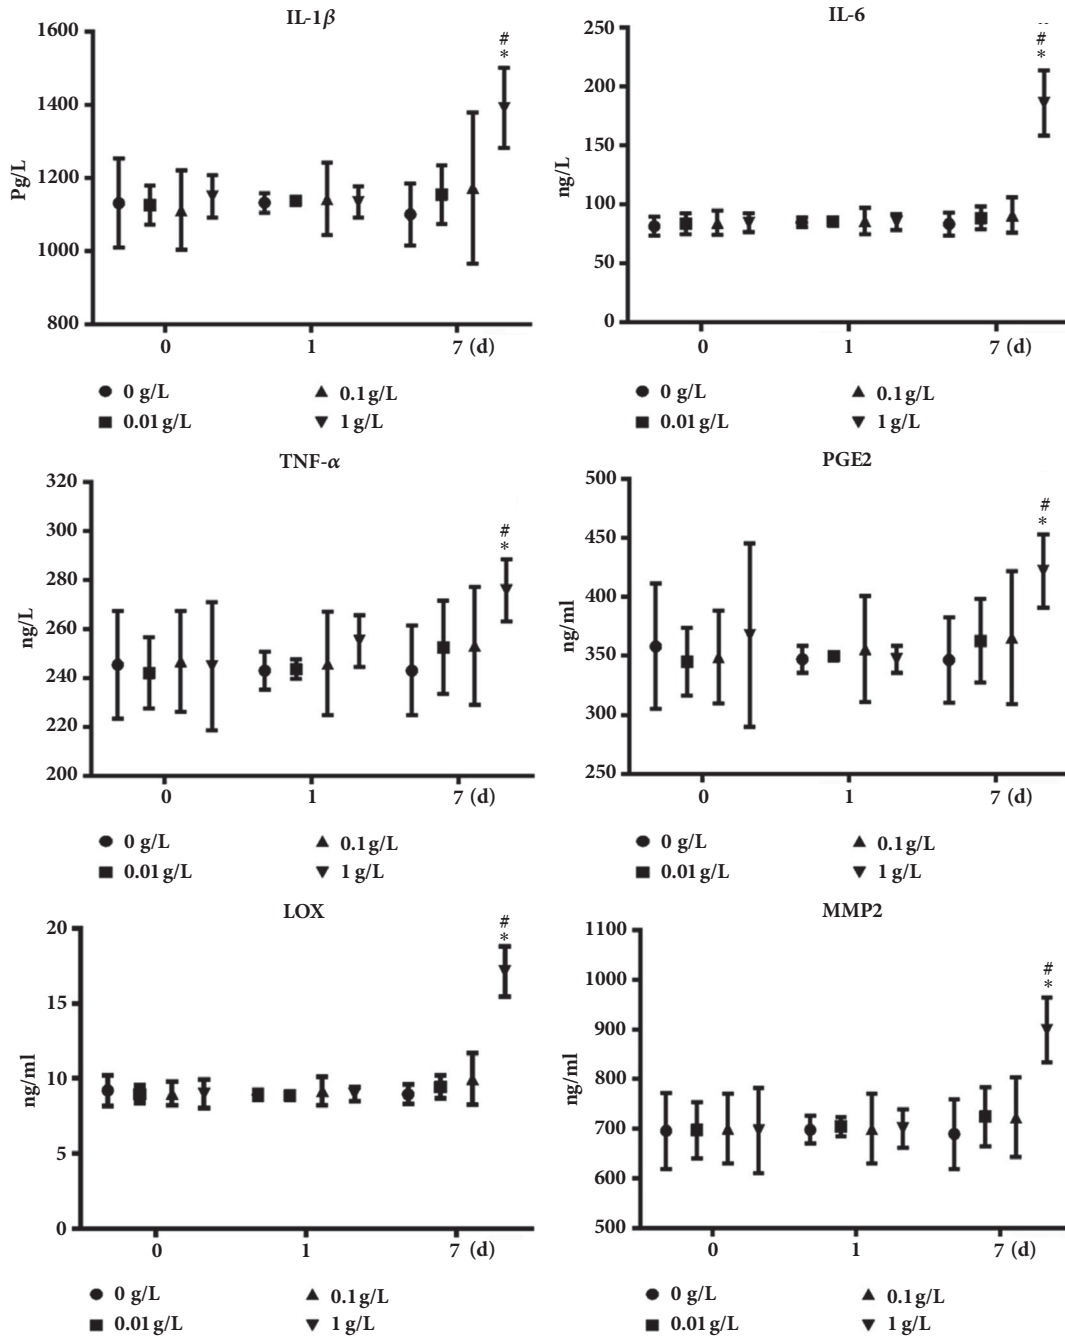 IL-1β
1600
1400
1200
1000
800
Pg/L
#
*
0 1 7 (d)
0 g/L 0.1 g/L
0.01 g/L 1 g/L
IL-6
250
200
150
100
50
0
ng/L
#
*
0 1 7 (d)
0 g/L 0.1 g/L
0.01 g/L 1 g/L
TNF-α
320
300
280
260
240
220
200
ng/L
#
*
0 1 7 (d)
0 g/L 0.1 g/L
0.01 g/L 1 g/L
PGE2
500
450
400
350
300
250
ng/ml
#
*
0 1 7 (d)
0 g/L 0.1 g/L
0.01 g/L 1 g/L
LOX
20
15
10
5
0
ng/ml
#
*
0 1 7 (d)
0 g/L 0.1 g/L
0.01 g/L 1 g/L
MMP2
1100
1000
900
800
700
600
500
ng/ml
#
*
0 1 7 (d)
0 g/L 0.1 g/L
0.01 g/L 1 g/L